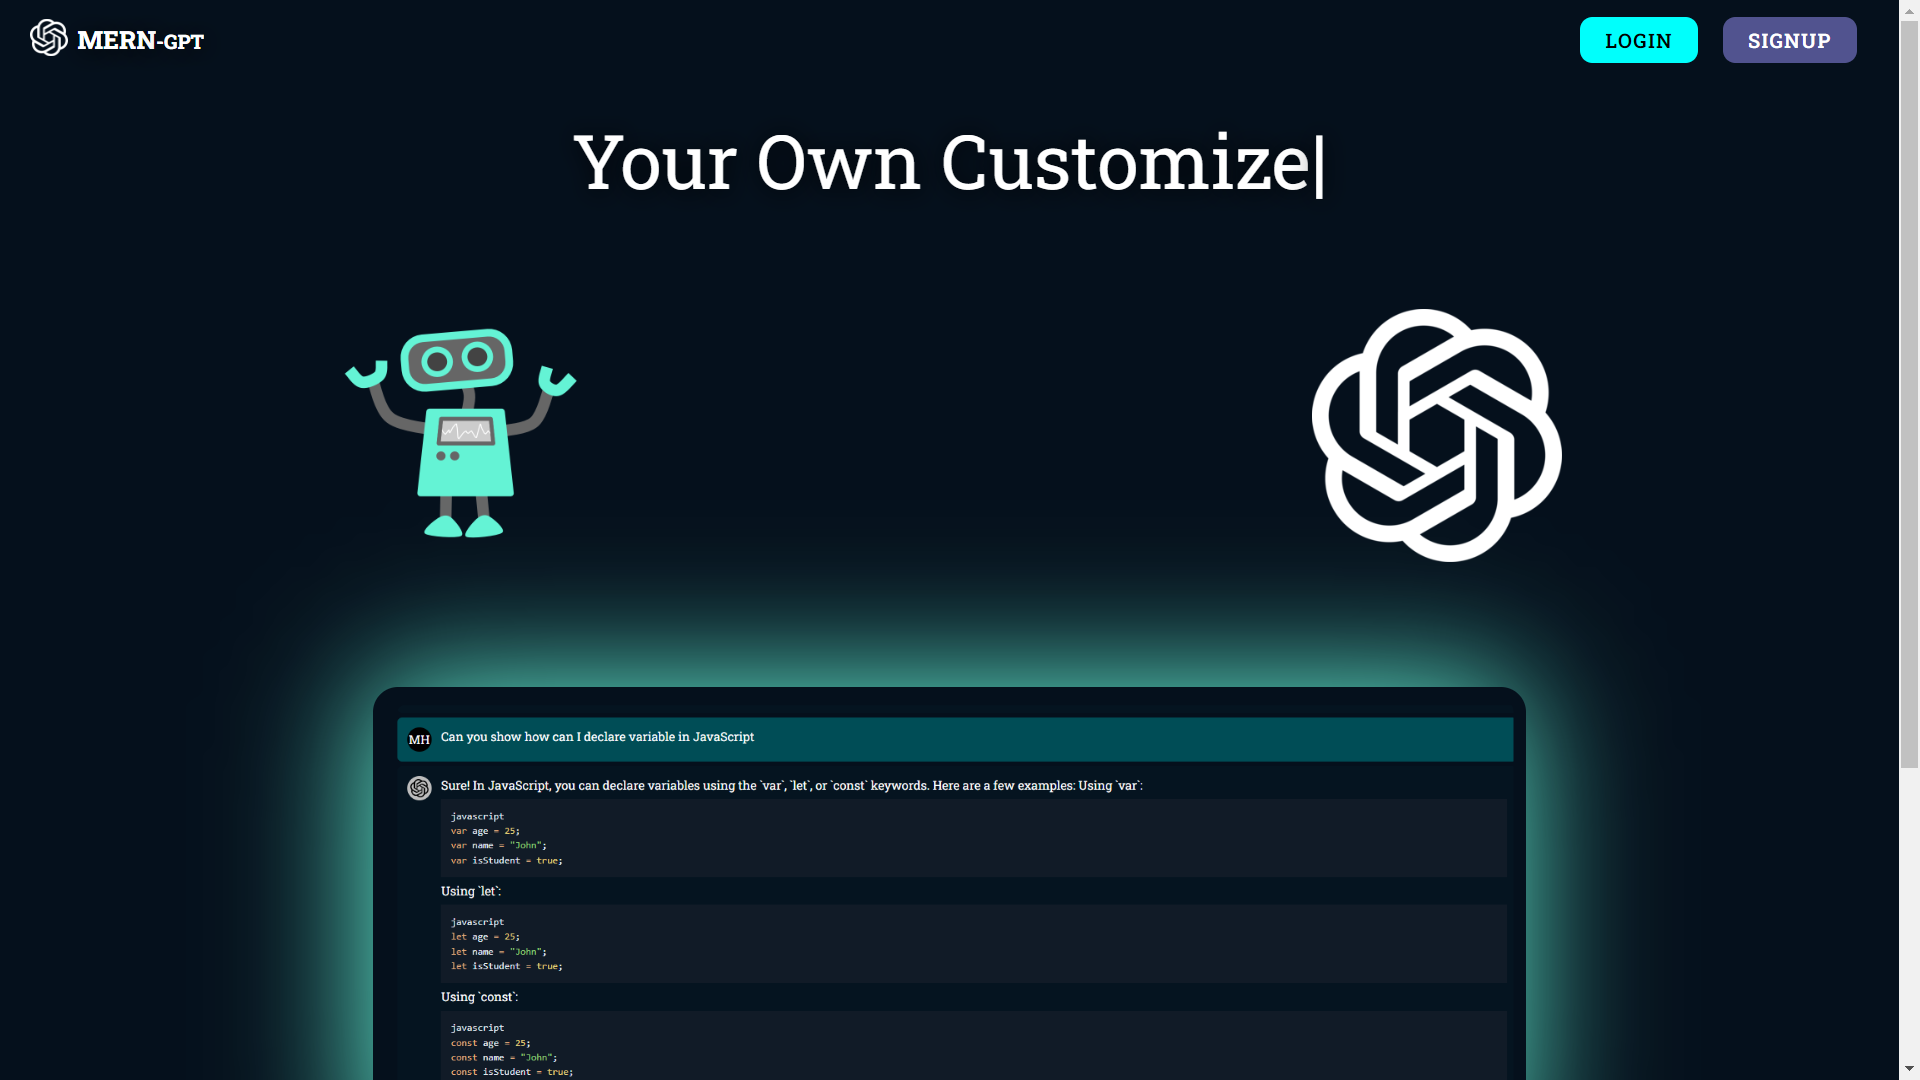 MERN-GPT
LOGIN
SIGNUP
Your Own Customize|
MH
Can you show how can I declare variable in JavaScript
Sure! In JavaScript, you can declare variables using the `var`, `let`, or `const` keywords. Here are a few examples: Using `var`:
javascript
var age = 25;
var name = "John";
var isStudent = true;
Using `let`:
javascript
let age = 25;
let name = "John";
let isStudent = true;
Using `const`:
javascript
const age = 25;
const name = "John";
const isStudent = true;